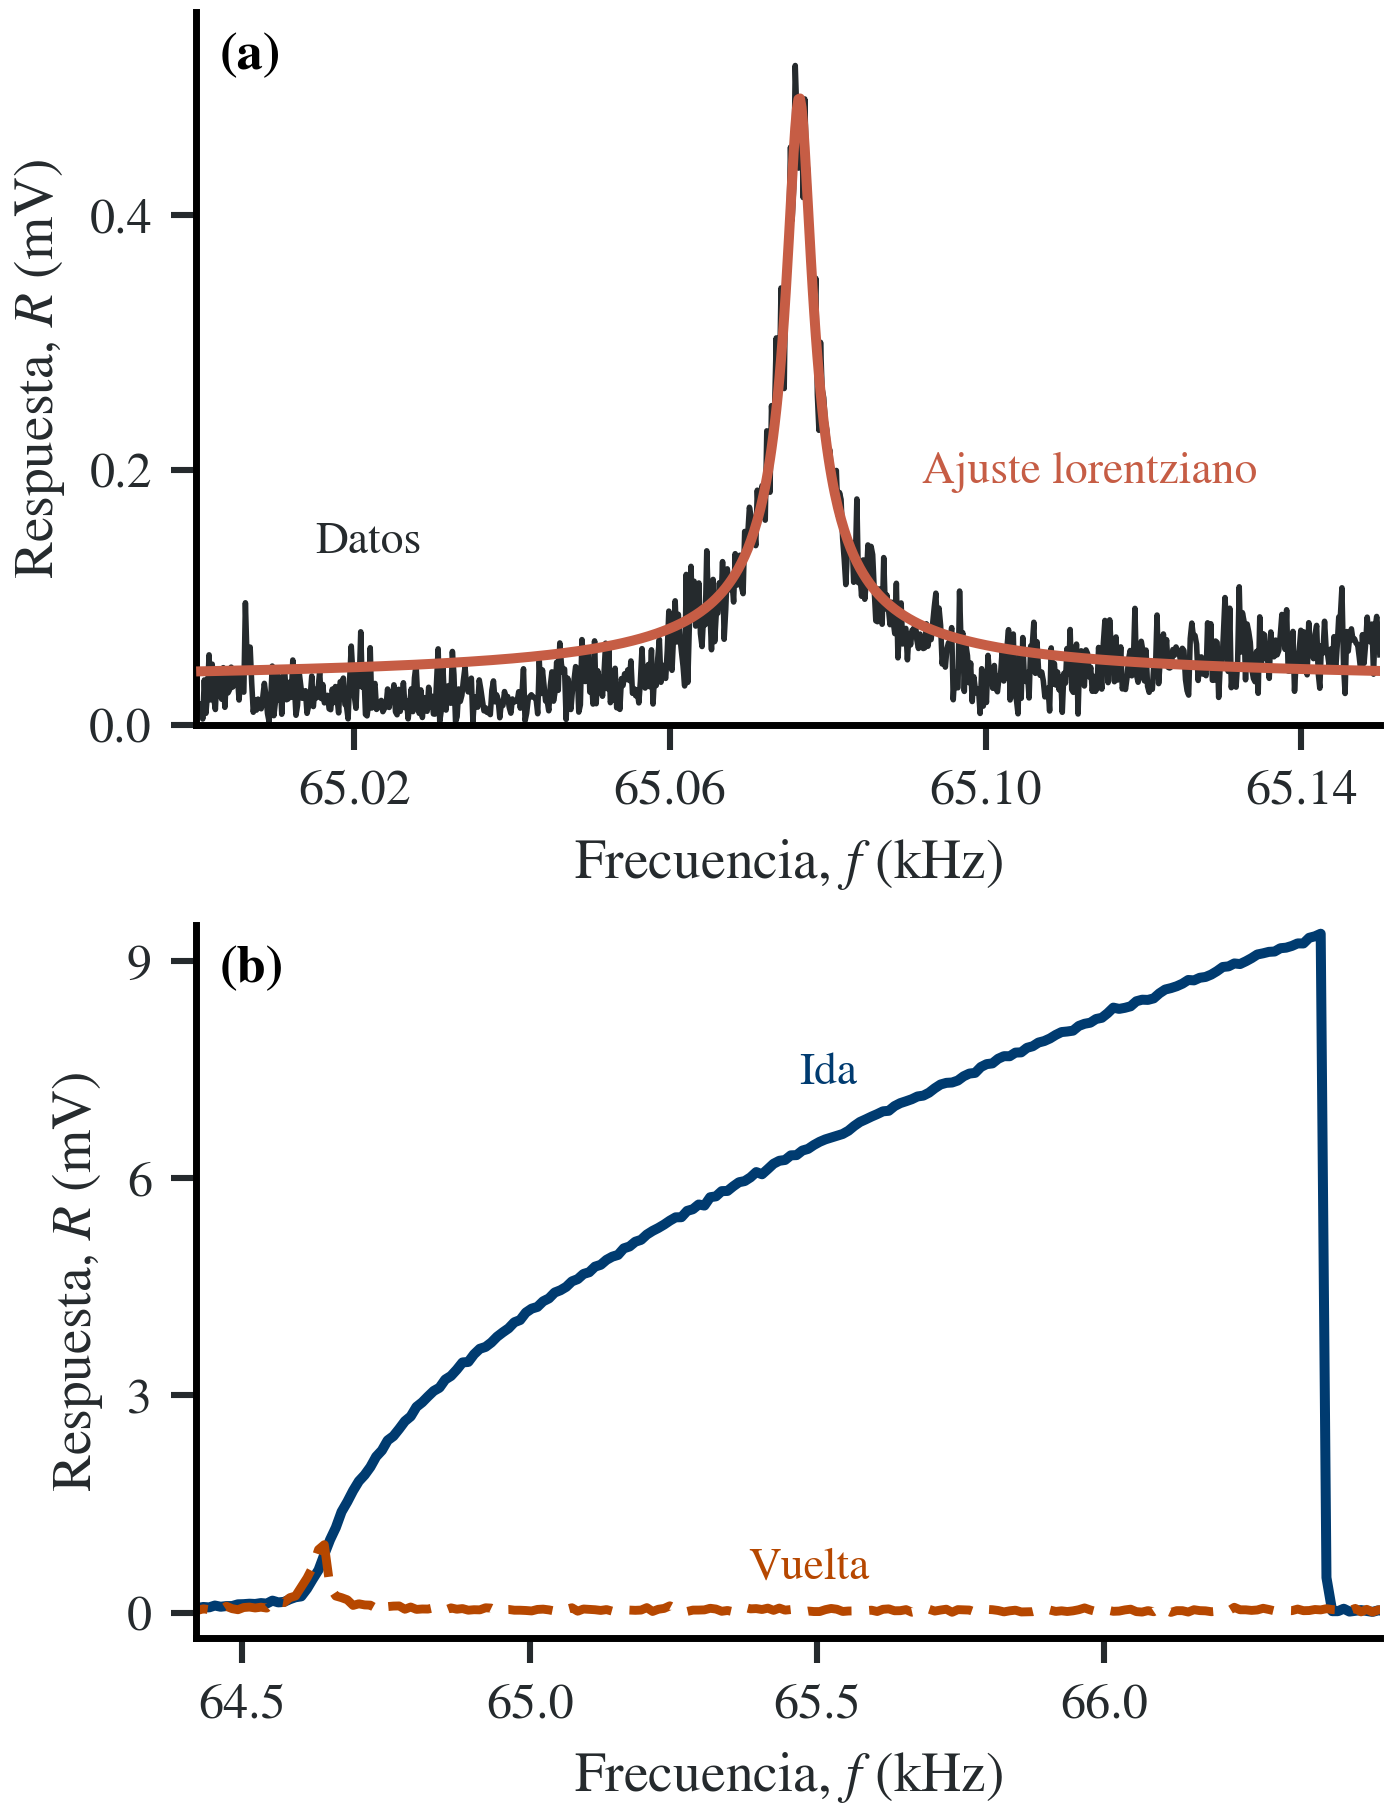 (a)
Respuesta, R (mV)
0.4
0.2
0.0
Ajuste lorentziano
Datos
65.02 65.06 65.10 65.14
Frecuencia, f (kHz)
(b)
Respuesta, R (mV)
9
6
3
0
Ida
Vuelta
64.5 65.0 65.5 66.0
Frecuencia, f (kHz)